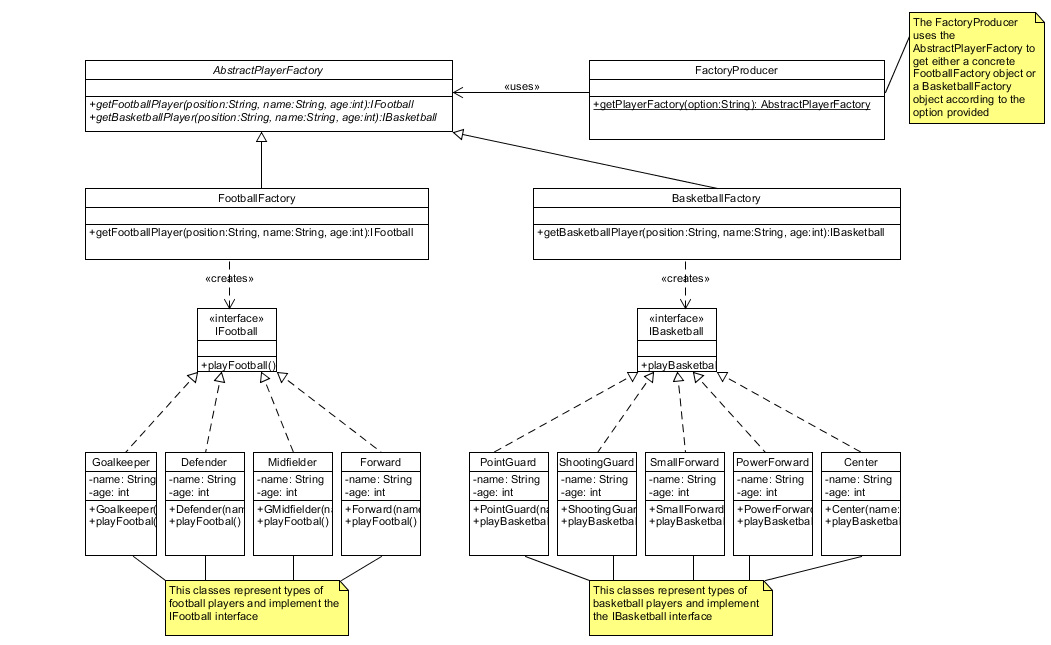 AbstractPlayerFactory
+getFootballPlayer(position:String, name:String, age:int):IFootball
+getBasketballPlayer(position:String, name:String, age:int):IBasketball
«uses»
FactoryProducer
+getPlayerFactory(option:String): AbstractPlayerFactory
The FactoryProducer
uses the
AbstractPlayerFactory to
get either a concrete
FootballFactory object or
a BasketballFactory
object according to the
option provided
FootballFactory
+getFootballPlayer(position:String, name:String, age:int):IFootball
BasketballFactory
+getBasketballPlayer(position:String, name:String, age:int):IBasketball
«creates»
«creates»
«interface»
IFootball
+playFootball()
«interface»
IBasketball
+playBasketbal
Goalkeeper
-name: String
-age: int
+Goalkeeper(
+playFootbal(
Defender
-name: String
-age: int
+Defender(nam
+playFootbal()
Midfielder
-name: String
-age: int
+GMidfielder(n
+playFootbal()
Forward
-name: String
-age: int
+Forward(name
+playFootbal()
PointGuard
-name: String
-age: int
+PointGuard(na
+playBasketbal
ShootingGuard
-name: String
-age: int
+ShootingGuar
+playBasketbal
SmallForward
-name: String
-age: int
+SmallForward
+playBasketbal
PowerForward
-name: String
-age: int
+PowerForward
+playBasketbal
Center
-name: String
-age: int
+Center(name:
+playBasketbal
This classes represent types of
football players and implement the
IFootball interface
This classes represent types of
basketball players and implement
the IBasketball interface